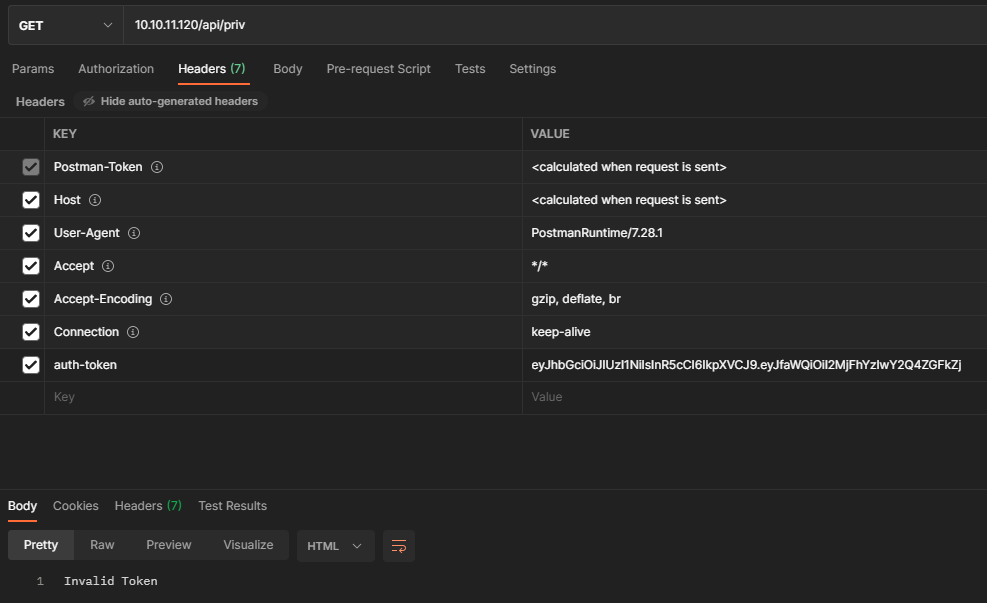 GET 10.10.11.120/api/priv
Params Authorization Headers (7) Body Pre-request Script Tests Settings
Headers Hide auto-generated headers
KEY VALUE
Postman-Token <calculated when request is sent>
Host <calculated when request is sent>
User-Agent PostmanRuntime/7.28.1
Accept */*
Accept-Encoding gzip, deflate, br
Connection keep-alive
auth-token eyJhbGciOiJIUzI1NiIsInR5cCI6IkpXVCJ9.eyJfaWQiOiI2MjFhYzIwY2Q4ZGFkZj
Key Value
Body Cookies Headers (7) Test Results
Pretty Raw Preview Visualize HTML
1 Invalid Token